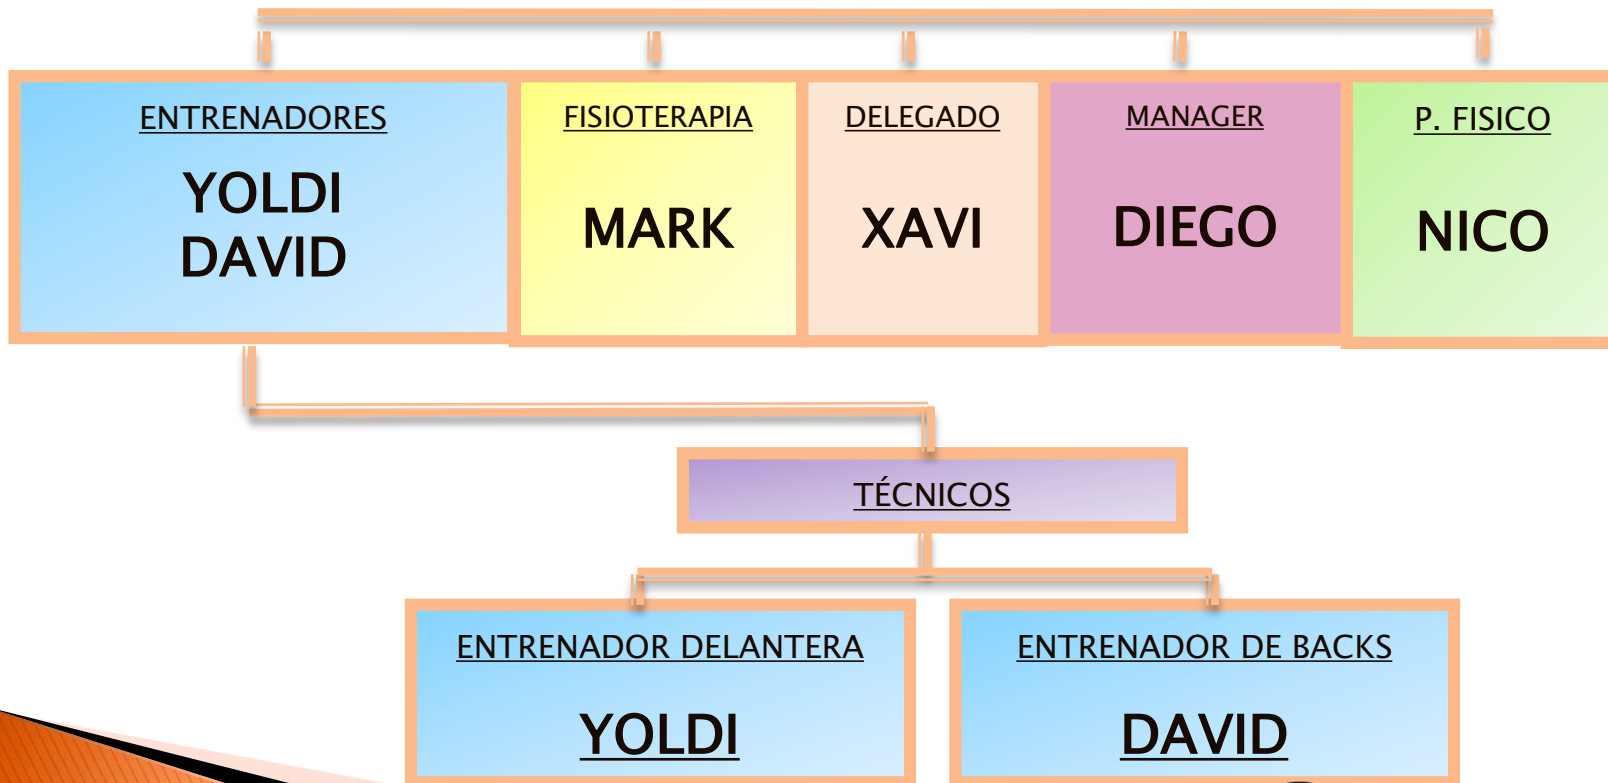 ENTRENADORES
YOLDI
DAVID
FISIOTERAPIA
MARK
DELEGADO
XAVI
MANAGER
DIEGO
P. FISICO
NICO
TÉCNICOS
ENTRENADOR DELANTERA
YOLDI
ENTRENADOR DE BACKS
DAVID